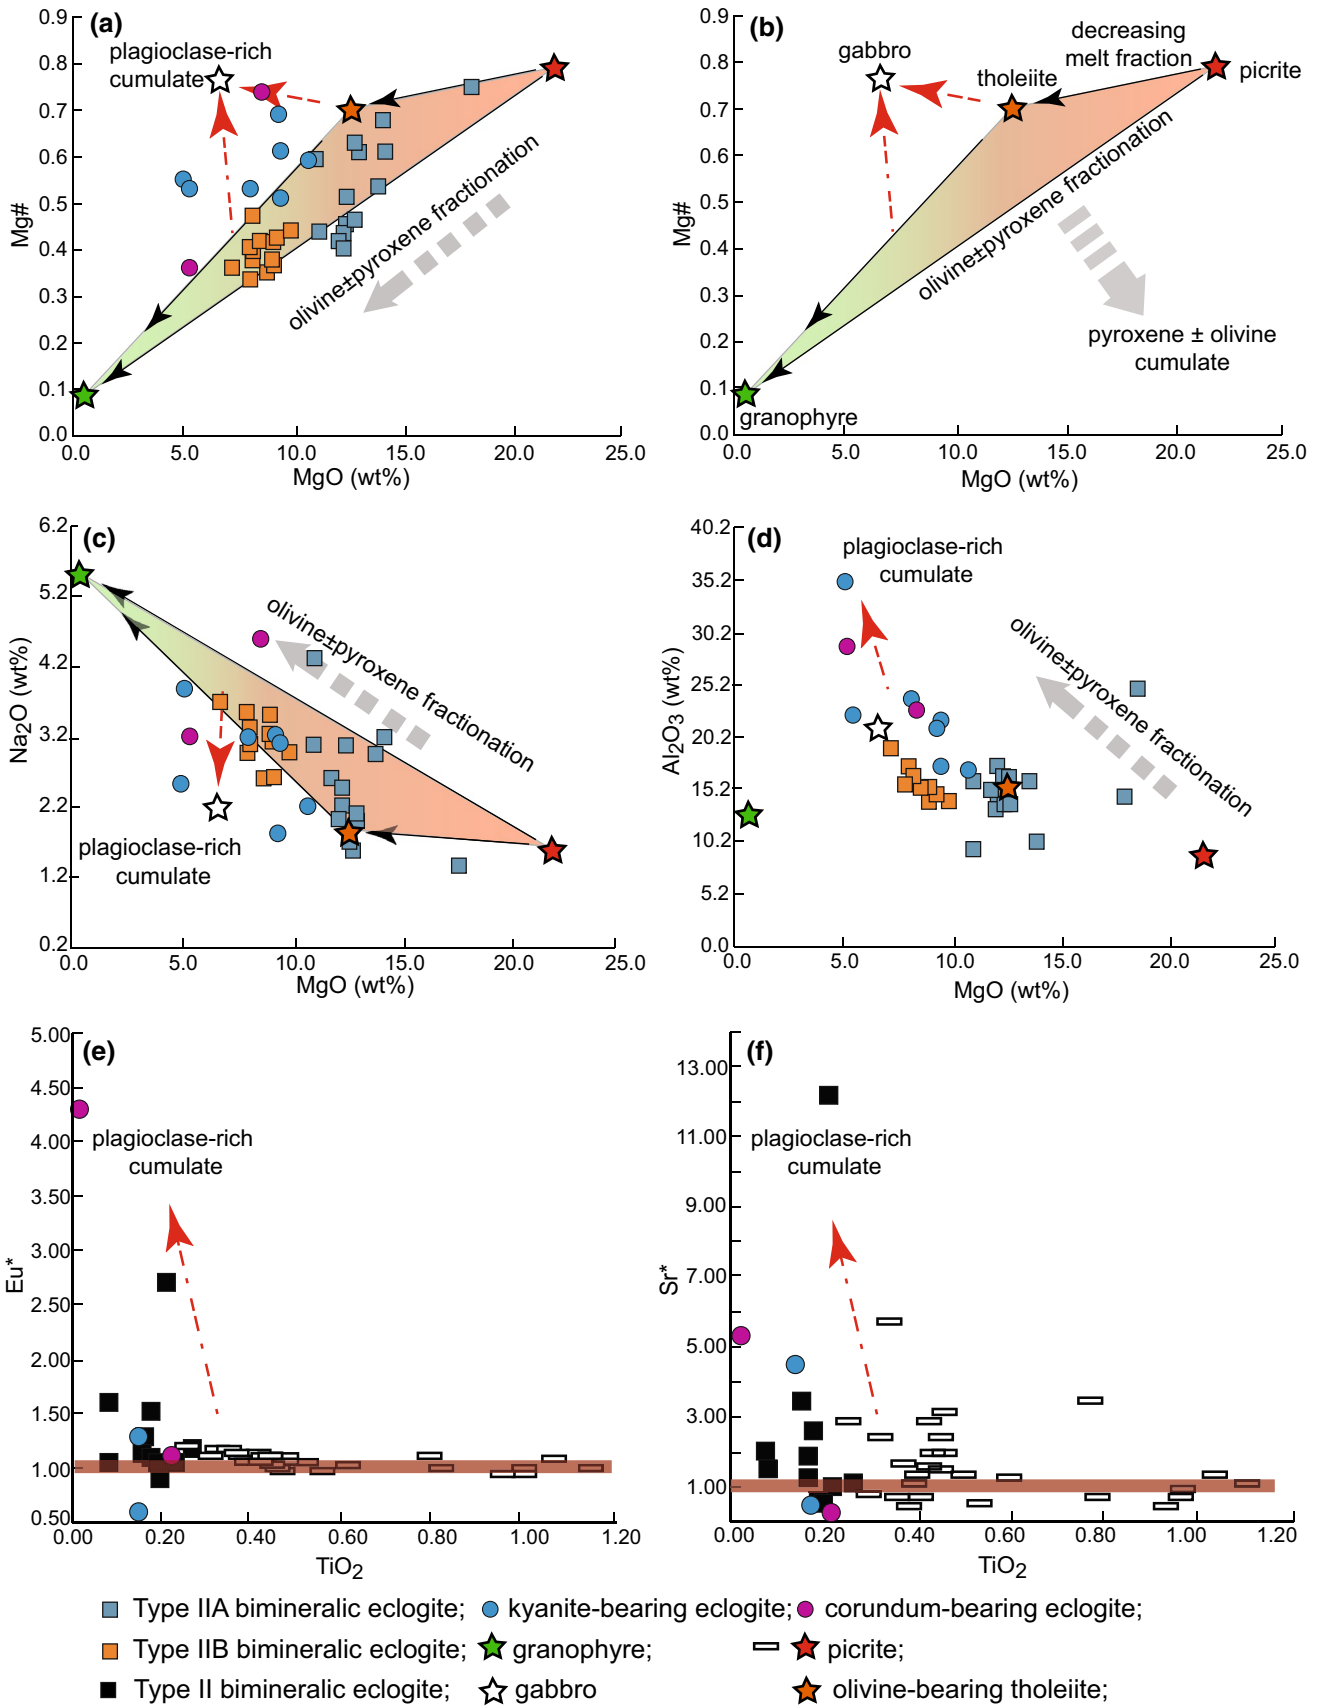 (a)
0.9
0.8
0.7
0.6
0.5
0.4
0.3
0.2
0.1
0.0
Mg#
plagioclase-rich
cumulate
olivine±pyroxene fractionation
0.0 5.0 10.0 15.0 20.0 25.0
MgO (wt%)
(b)
0.9
0.8
0.7
0.6
0.5
0.4
0.3
0.2
0.1
0.0
Mg#
gabbro
tholeiite
decreasing
melt fraction
picrite
olivine±pyroxene fractionation
pyroxene ± olivine
cumulate
granophyre
0.0 5.0 10.0 15.0 20.0 25.0
MgO (wt%)
(c)
6.2
5.2
4.2
3.2
2.2
1.2
0.2
Na2O (wt%)
olivine±pyroxene fractionation
plagioclase-rich
cumulate
0.0 5.0 10.0 15.0 20.0 25.0
MgO (wt%)
(d)
40.2
35.2
30.2
25.2
20.2
15.2
10.2
5.2
0.0
Al2O3 (wt%)
plagioclase-rich
cumulate
olivine±pyroxene fractionation
0.0 5.0 10.0 15.0 20.0 25.0
MgO (wt%)
(e)
5.00
4.50
4.00
3.50
3.00
2.50
2.00
1.50
1.00
0.50
Eu*
plagioclase-rich
cumulate
0.00 0.20 0.40 0.60 0.80 1.00 1.20
TiO2
(f)
13.00
11.00
9.00
7.00
5.00
3.00
1.00
Sr*
plagioclase-rich
cumulate
0.00 0.20 0.40 0.60 0.80 1.00 1.20
TiO2
Type IIA bimineralic eclogite; kyanite-bearing eclogite; corundum-bearing eclogite;
Type IIB bimineralic eclogite; granophyre; picrite;
Type II bimineralic eclogite; gabbro olivine-bearing tholeiite;